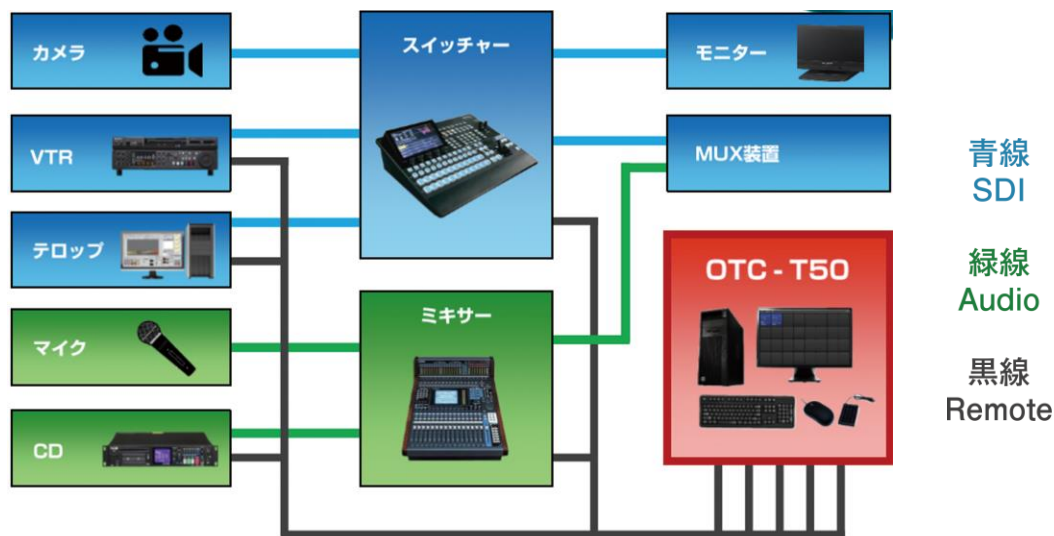 カメラ
スイッチャー
モニター
VTR
MUX装置
テロップ
マイク
ミキサー
CD
OTC - T50
青線
SDI
緑線
Audio
黒線
Remote